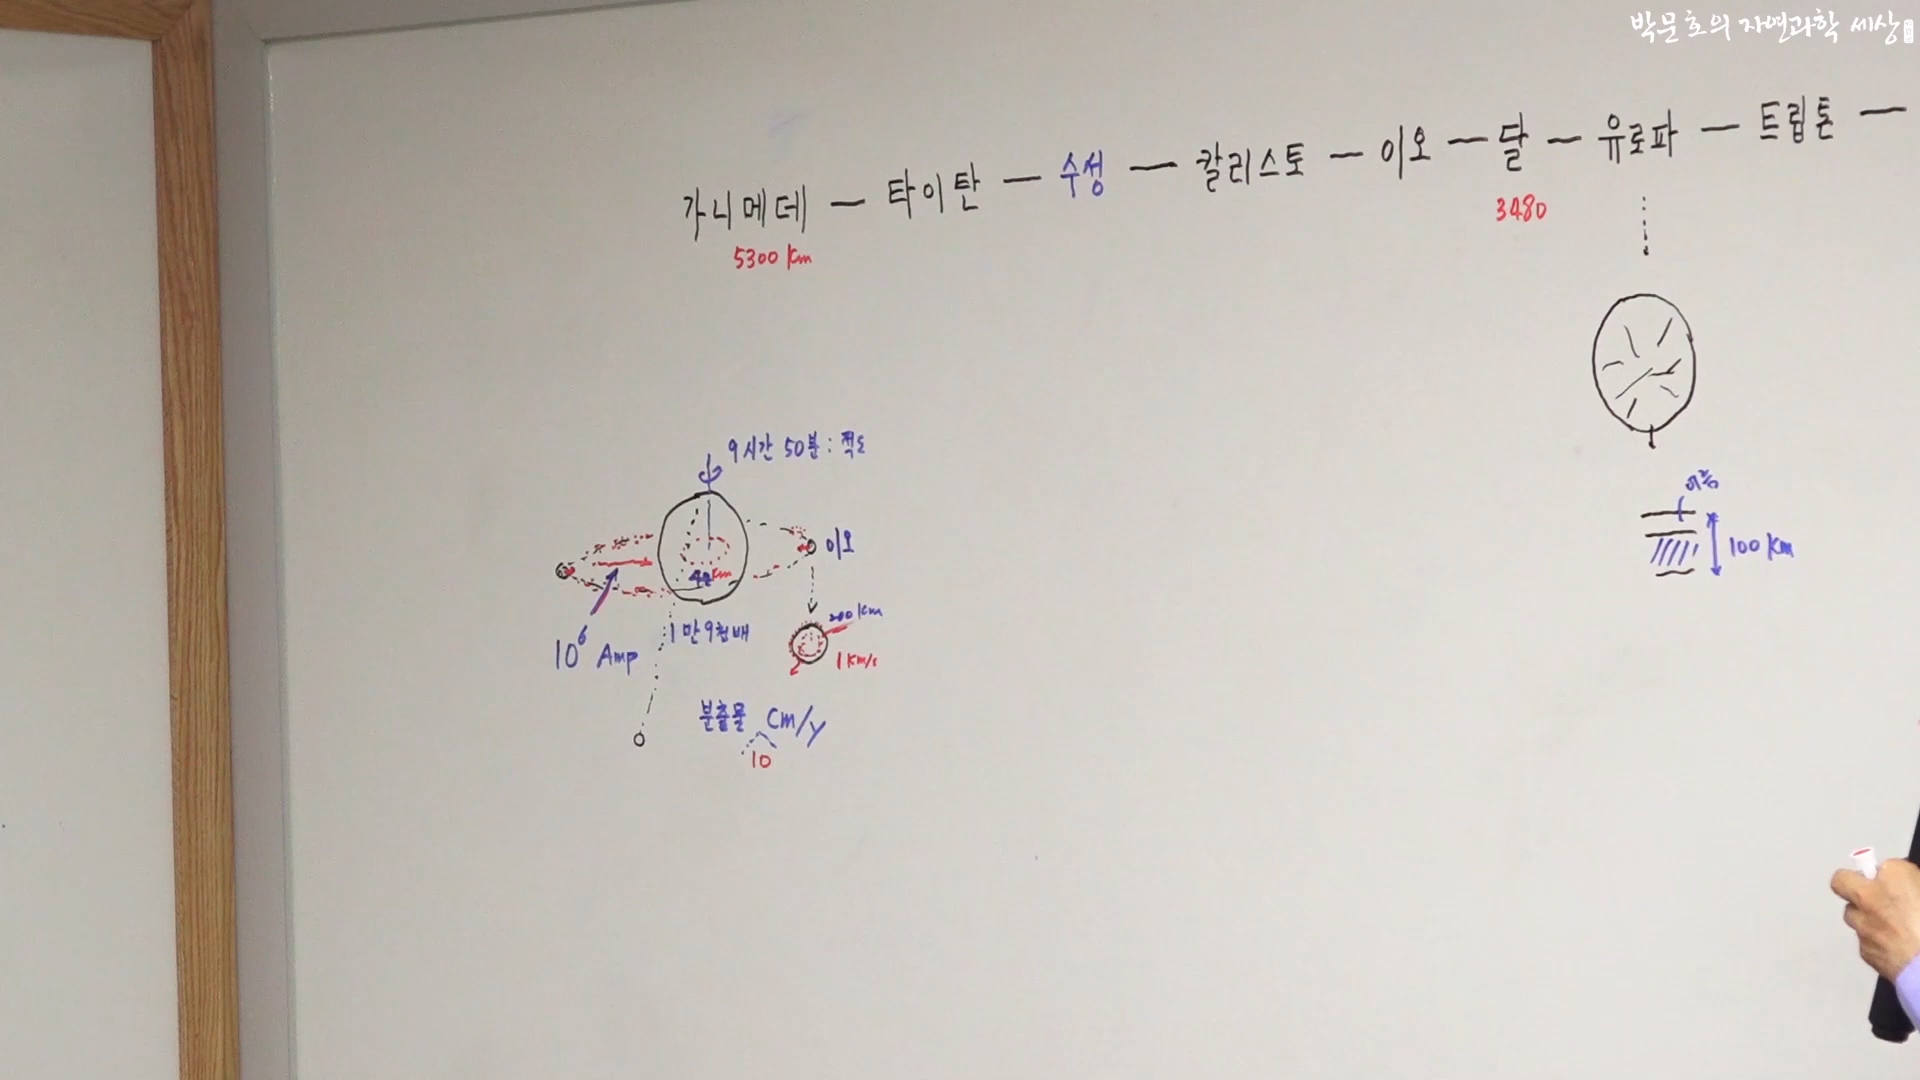 박문호의 자연과학 세상
가니메데 — 타이탄 — 수성 — 칼리스토 — 이오 — 달 — 유로파 — 트립톤 —
5300 km
3480
9시간 50분 : 적도
이오
10⁶ Amp
1만9천배
200 km
1 km/s
분출물 cm/y
10
100 km